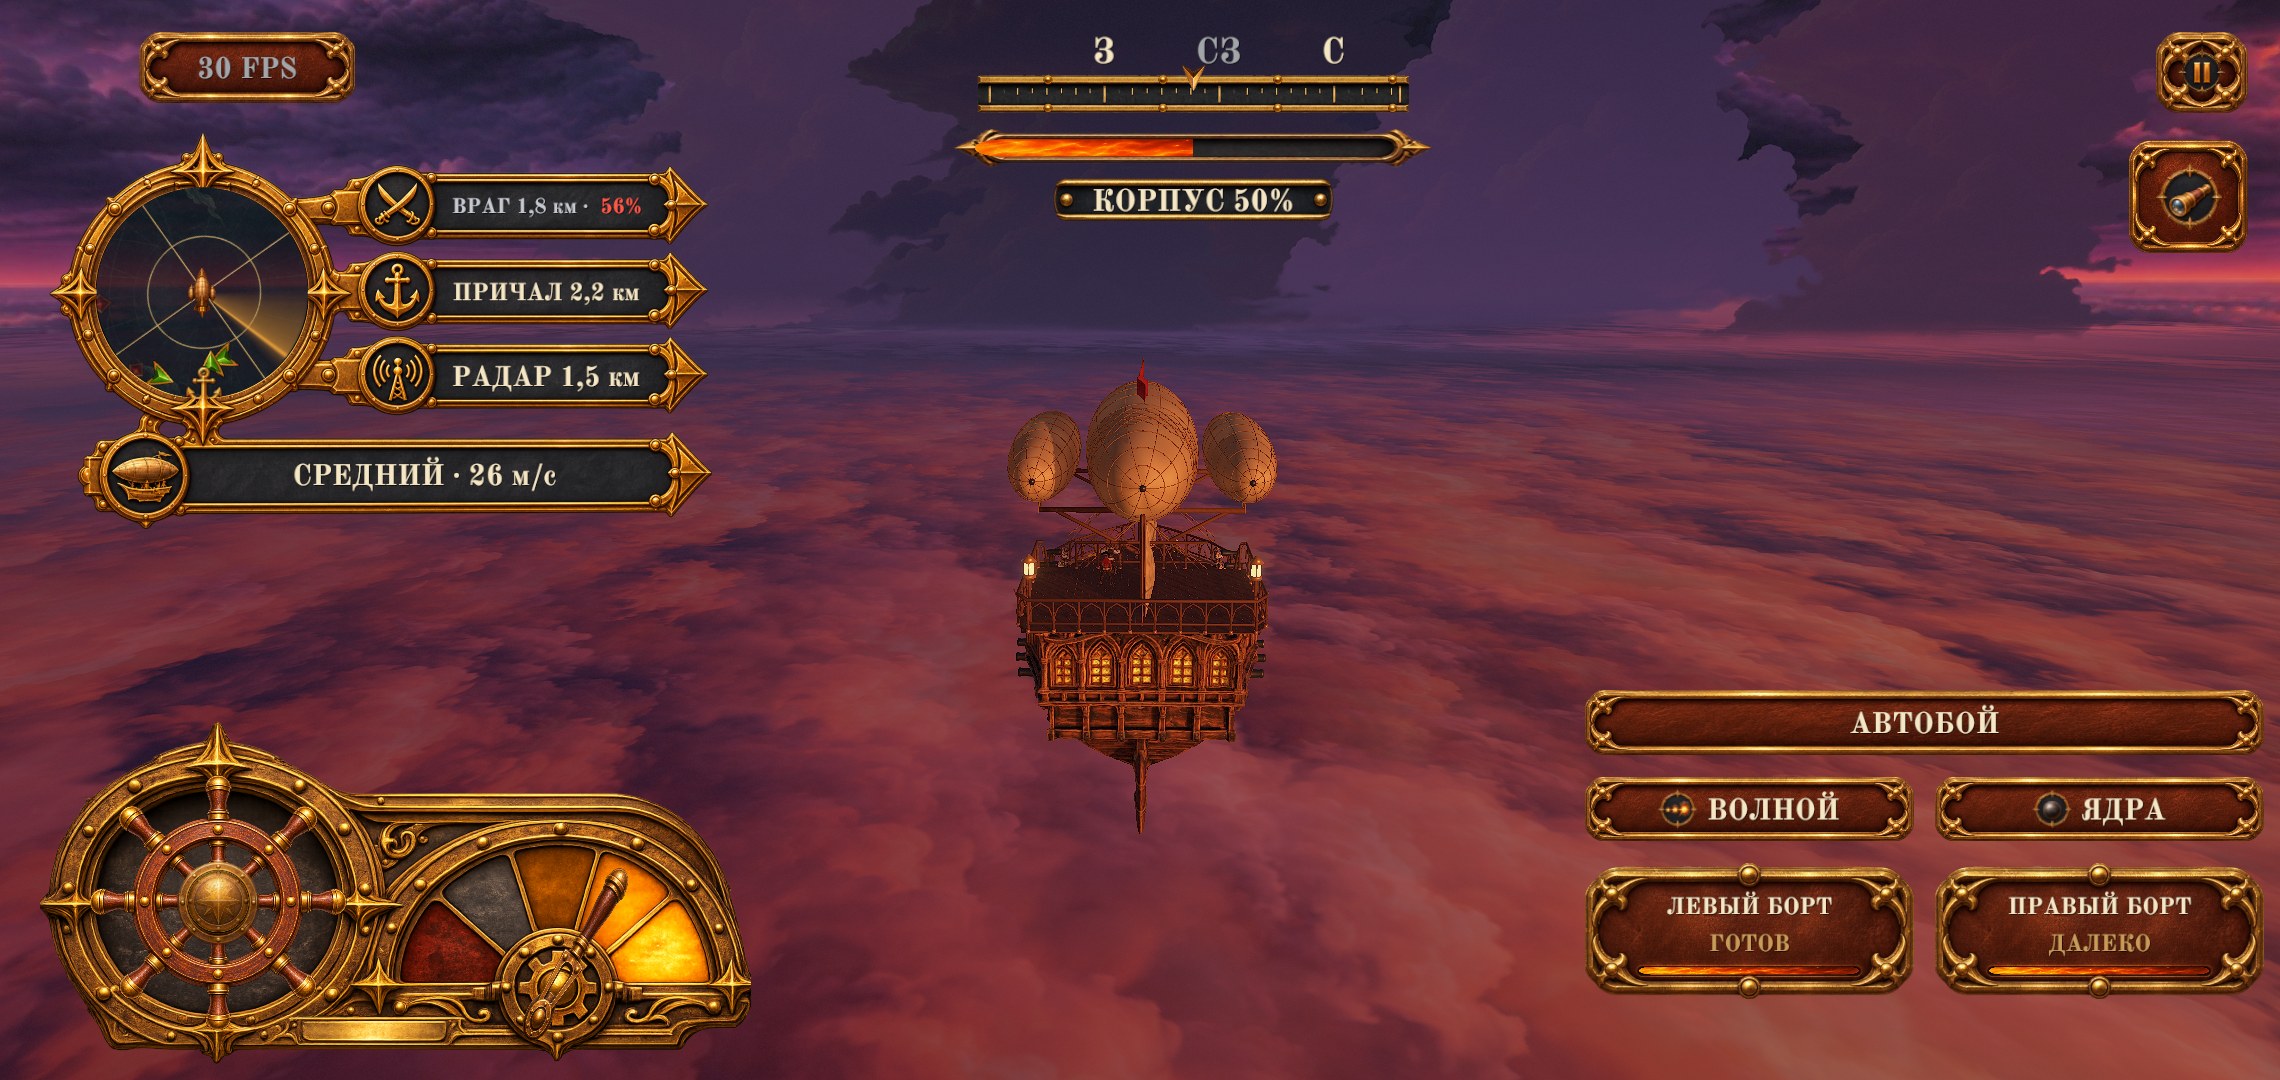 30 FPS
З СЗ С
КОРПУС 50%
ВРАГ 1,8 км · 56%
ПРИЧАЛ 2,2 км
РАДАР 1,5 км
СРЕДНИЙ · 26 м/с
АВТОБОЙ
ВОЛНОЙ
ЯДРА
ЛЕВЫЙ БОРТ
ГОТОВ
ПРАВЫЙ БОРТ
ДАЛЕКО